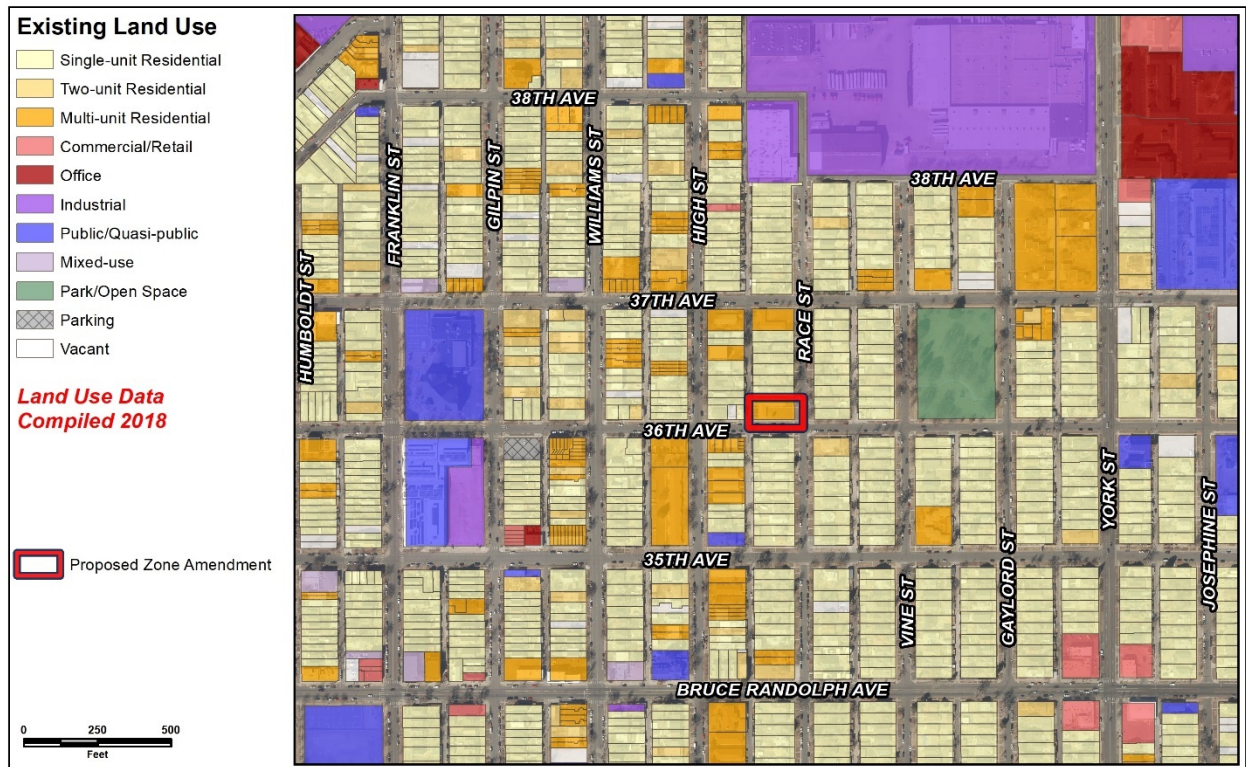 Existing Land Use
Single-unit Residential
Two-unit Residential
Multi-unit Residential
Commercial/Retail
Office
Industrial
Public/Quasi-public
Mixed-use
Park/Open Space
Parking
Vacant
Land Use Data
Compiled 2018
Proposed Zone Amendment
0 250 500
Feet
38TH AVE
38TH AVE
FRANKLIN ST
GILPIN ST
WILLIAMS ST
HIGH ST
HUMBOLDT ST
37TH AVE
RACE ST
36TH AVE
YORK ST
JOSEPHINE ST
35TH AVE
VINE ST
GAYLORD ST
BRUCE RANDOLPH AVE